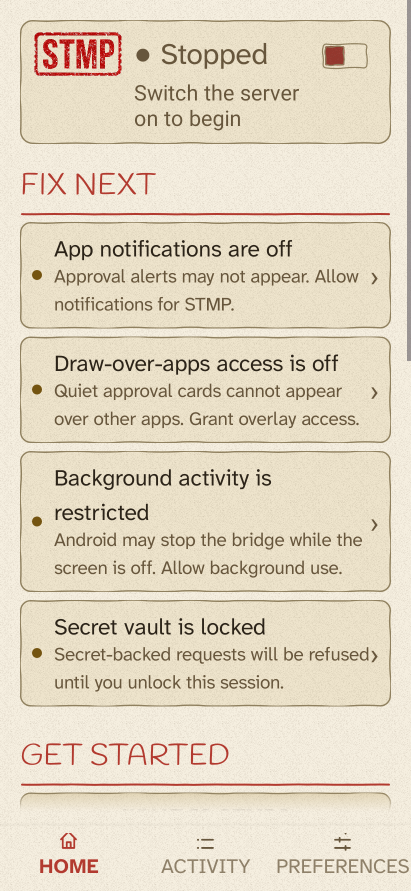 STMP
● Stopped
Switch the server
on to begin
FIX NEXT
App notifications are off
Approval alerts may not appear. Allow
notifications for STMP.
Draw-over-apps access is off
Quiet approval cards cannot appear
over other apps. Grant overlay access.
Background activity is
restricted
Android may stop the bridge while the
screen is off. Allow background use.
Secret vault is locked
Secret-backed requests will be refused
until you unlock this session.
GET STARTED
HOME
ACTIVITY
PREFERENCES